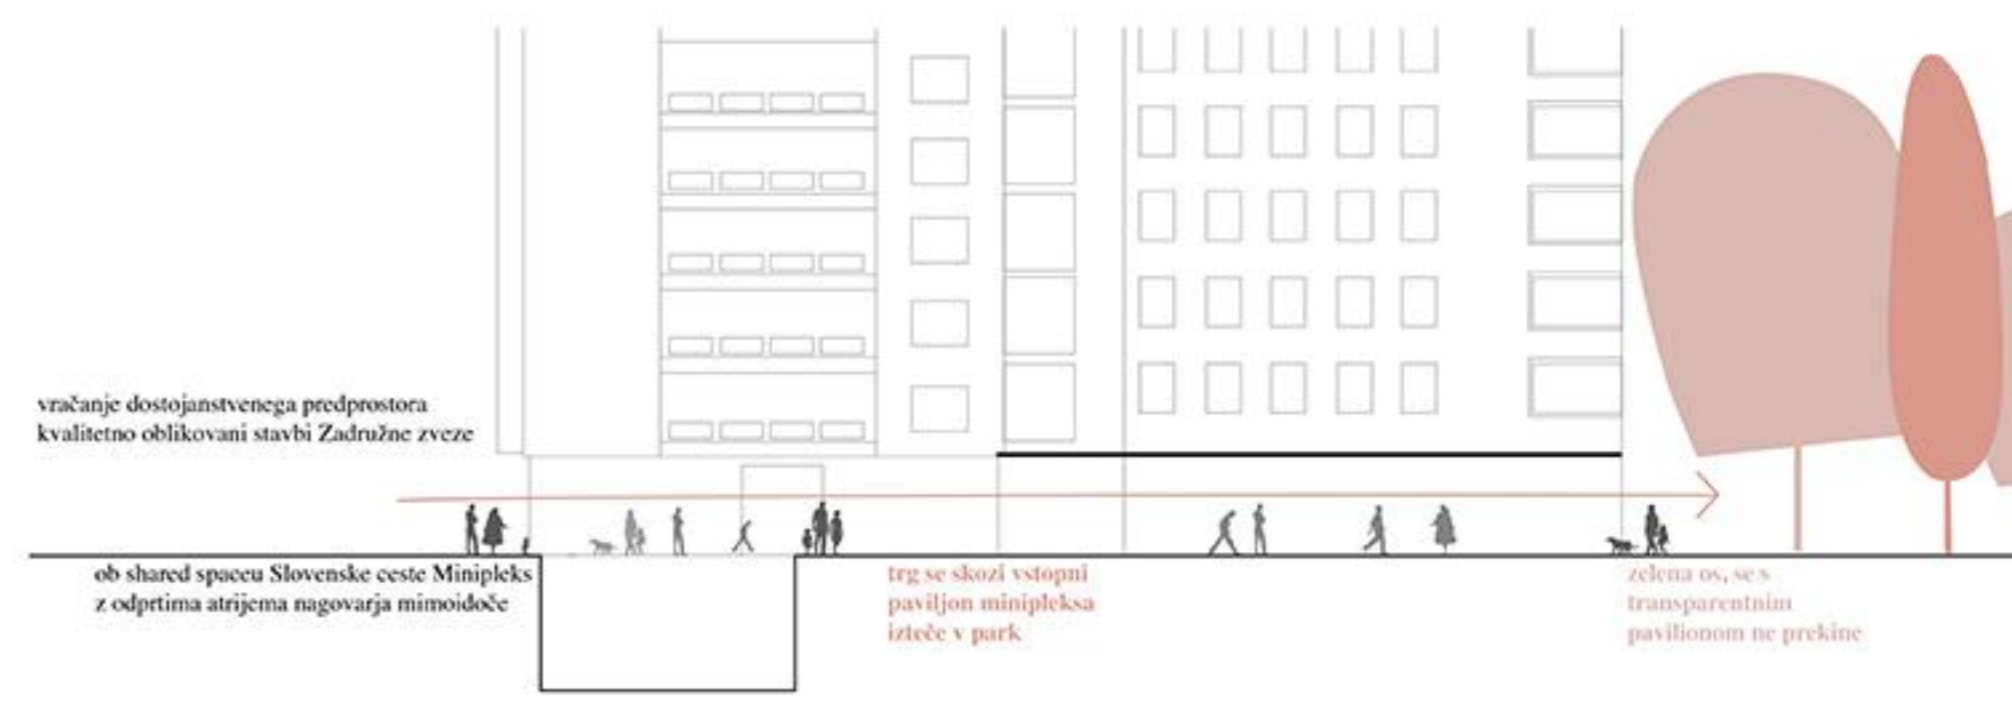 vračanje dostojanstvenega predprostora
kvalitetno oblikovani stavbi Zadružne zveze
ob shared spaceu Slovenske ceste Minipleks
z odprtima atrijema nagovarja mimoidoče
trg se skozi vstopni
paviljon minipleksa
izteče v park
zelena os, se s
transparentnim
pavilionom ne prekine